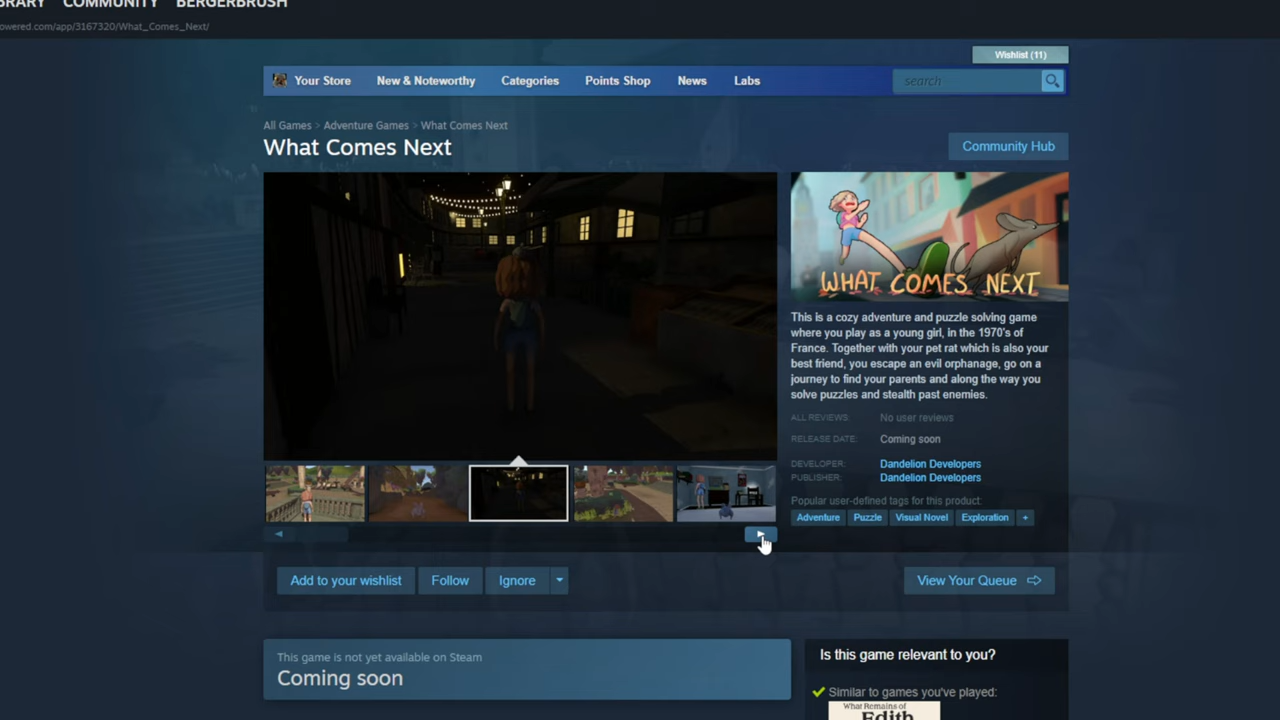 BRARY COMMUNITY BERGERBRUSH
owered.com/app/3167320/What_Comes_Next/
Wishlist (11)
Your Store New & Noteworthy Categories Points Shop News Labs
search
All Games > Adventure Games > What Comes Next
What Comes Next
Community Hub
WHAT COMES NEXT
This is a cozy adventure and puzzle solving game
where you play as a young girl, in the 1970's of
France. Together with your pet rat which is also your
best friend, you escape an evil orphanage, go on a
journey to find your parents and along the way you
solve puzzles and stealth past enemies.
ALL REVIEWS: No user reviews
RELEASE DATE: Coming soon
DEVELOPER: Dandelion Developers
PUBLISHER: Dandelion Developers
Popular user-defined tags for this product:
Adventure Puzzle Visual Novel Exploration +
Add to your wishlist Follow Ignore
View Your Queue
This game is not yet available on Steam
Coming soon
Is this game relevant to you?
Similar to games you've played:
What Remains of
Edith